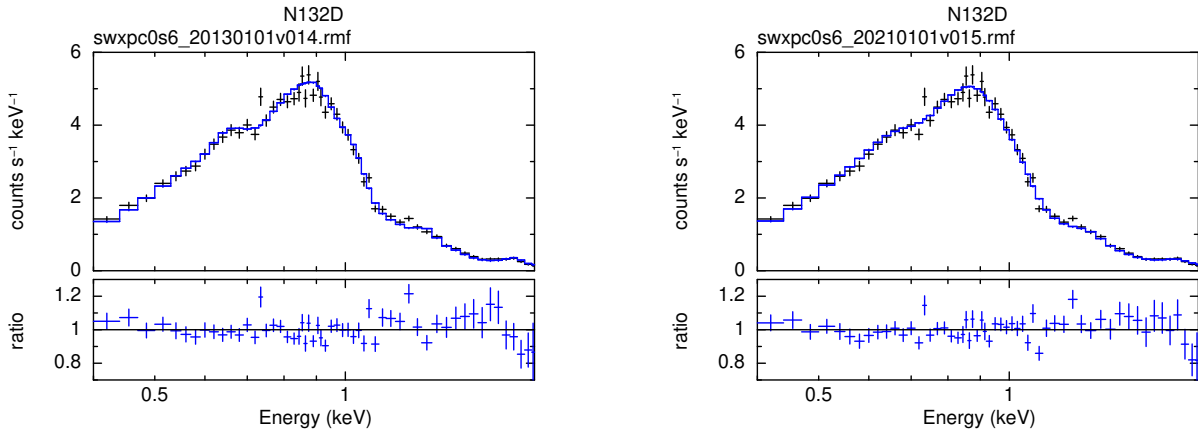 N132D
swxpc0s6_20130101v014.rmf
6
4
2
0
counts s⁻¹ keV⁻¹
1.2
1
0.8
ratio
0.5
1
Energy (keV)
N132D
swxpc0s6_20210101v015.rmf
6
4
2
0
counts s⁻¹ keV⁻¹
1.2
1
0.8
ratio
0.5
1
Energy (keV)